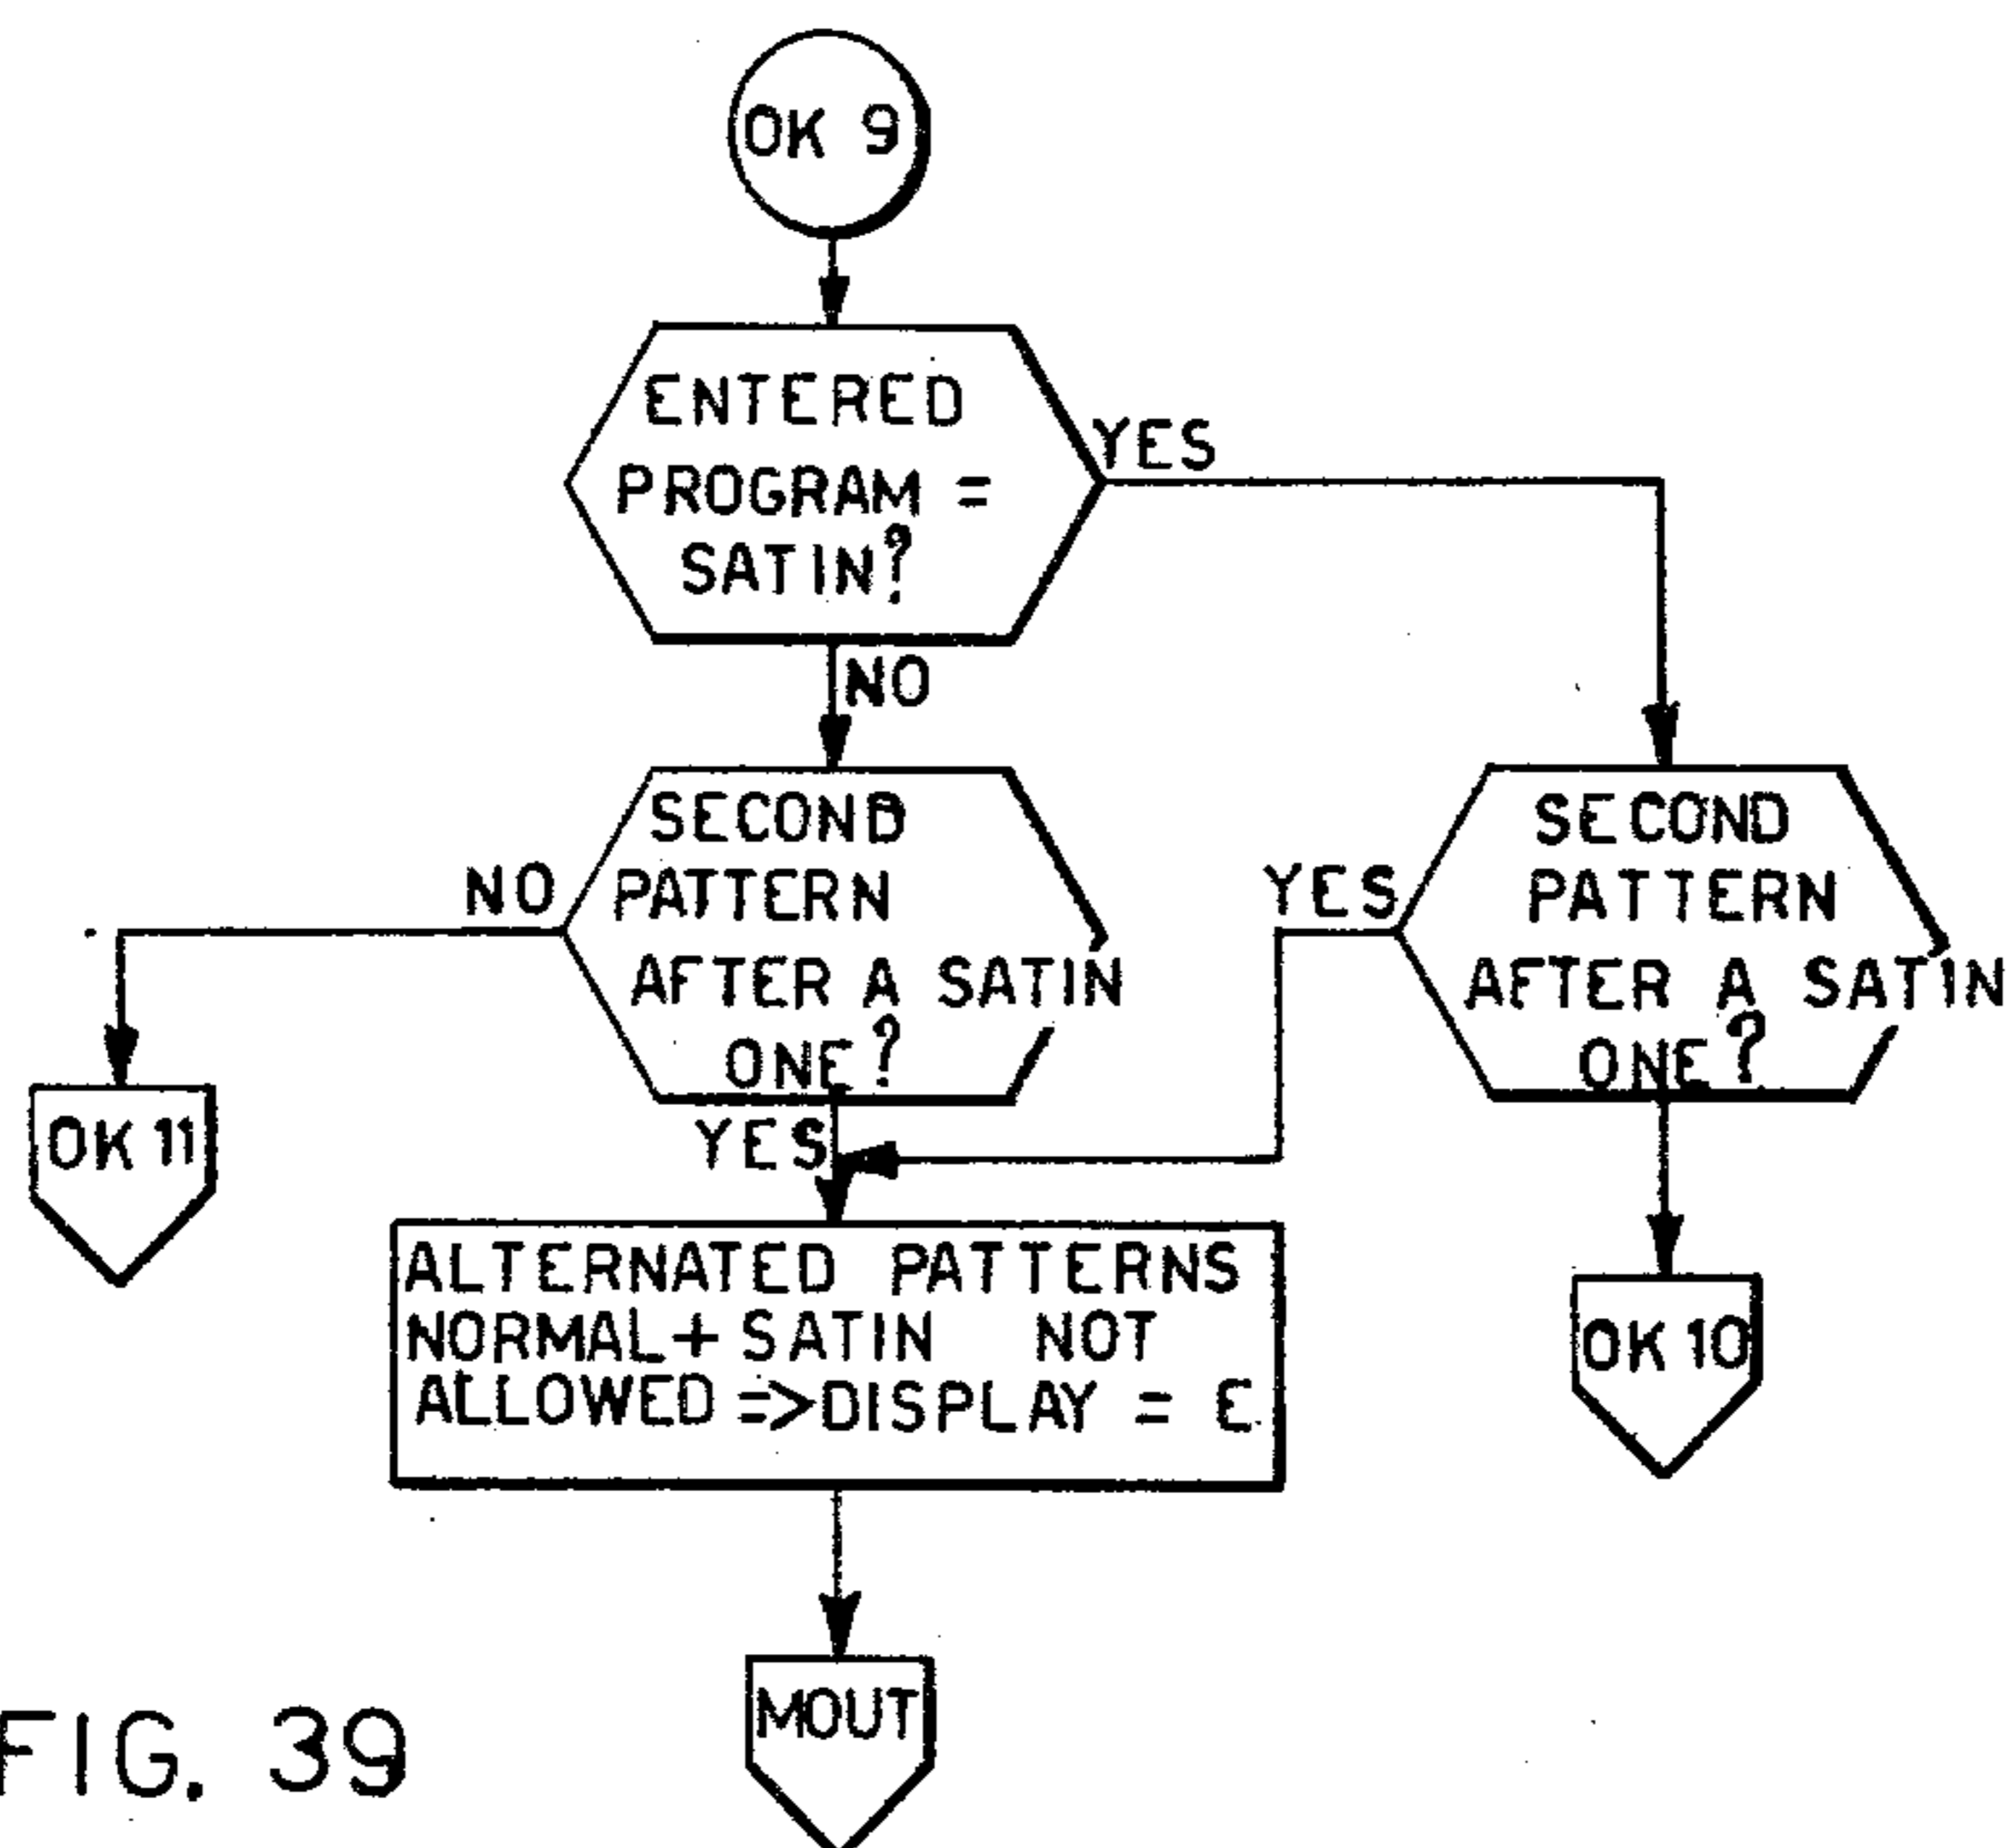 OK 9
ENTERED
PROGRAM =
SATIN?
YES
NO
SECOND
PATTERN
AFTER A SATIN
ONE?
NO
YES
SECOND
PATTERN
AFTER A SATIN
ONE?
YES
OK 11
OK 10
ALTERNATED PATTERNS
NORMAL + SATIN NOT
ALLOWED => DISPLAY = E
MOUT
FIG. 39